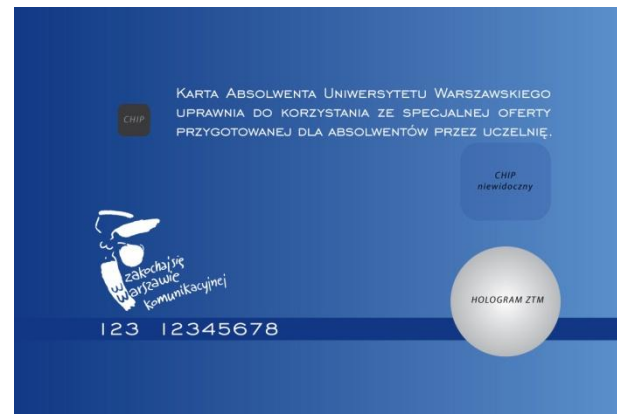 KARTA ABSOLWENTA UNIWERSYTETU WARSZAWSKIEGO
UPRAWNIA DO KORZYSTANIA ZE SPECJALNEJ OFERTY
PRZYGOTOWANEJ DLA ABSOLWENTÓW PRZEZ UCZELNIĘ.
CHIP
CHIP
niewidoczny
zakochaj się
w Warszawie
komunikacyjnej
HOLOGRAM ZTM
123 12345678